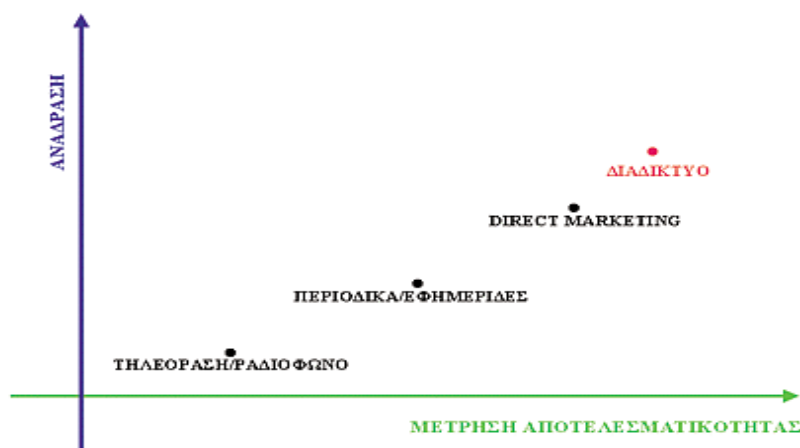 ΑΝΑΔΡΑΣΗ
ΔΙΑΔΙΚΤΥΟ
DIRECT MARKETING
ΠΕΡΙΟΔΙΚΑ/ΕΦΗΜΕΡΙΔΕΣ
ΤΗΛΕΟΡΑΣΗ/ΡΑΔΙΟΦΩΝΟ
ΜΕΤΡΗΣΗ ΑΠΟΤΕΛΕΣΜΑΤΙΚΟΤΗΤΑΣ